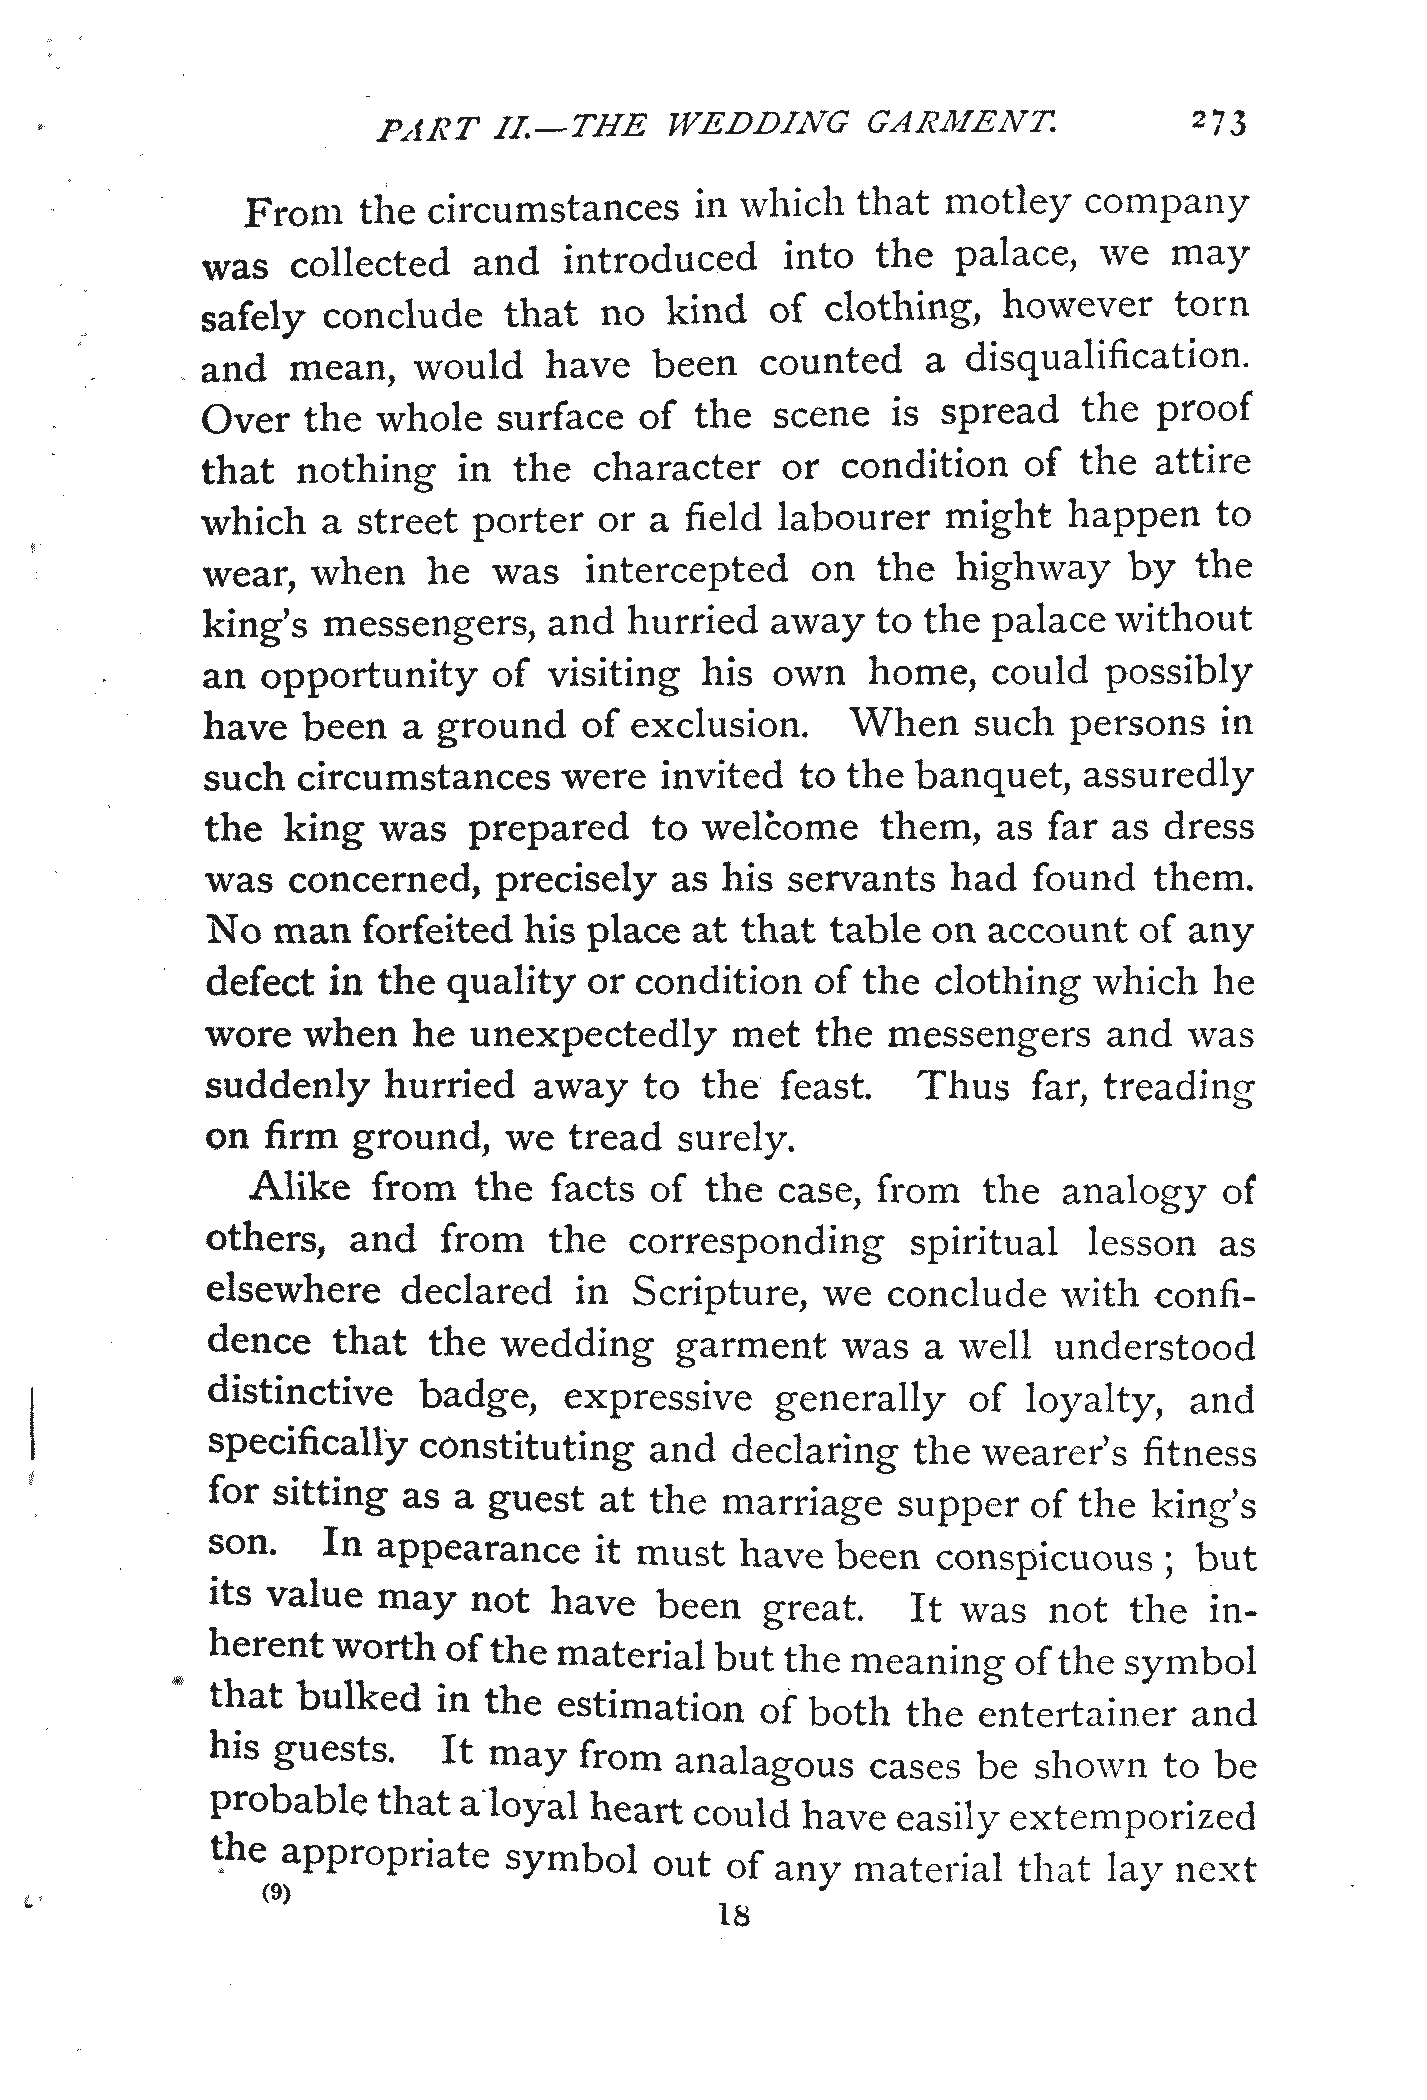 PART II.—THE WEDDING GARMENT. 273
From the circumstances in which that motley company
was collected and introduced into the palace, we may
safely conclude that no kind of clothing, however torn
and mean, would have been counted a disqualification.
Over the whole surface of the scene is spread the proof
that nothing in the character or condition of the attire
which a street porter or a field labourer might happen to
wear, when he was intercepted on the highway by the
king's messengers, and hurried away to the palace without
an opportunity of visiting his own home, could possibly
have been a ground of exclusion. When such persons in
such circumstances were invited to the banquet, assuredly
the king was prepared to welcome them, as far as dress
was concerned, precisely as his servants had found them.
No man forfeited his place at that table on account of any
defect in the quality or condition of the clothing which he
wore when he unexpectedly met the messengers and was
suddenly hurried away to the feast. Thus far, treading
on firm ground, we tread surely.
Alike from the facts of the case, from the analogy of
others, and from the corresponding spiritual lesson as
elsewhere declared in Scripture, we conclude with confi-
dence that the wedding garment was a well understood
distinctive badge, expressive generally of loyalty, and
specifically constituting and declaring the wearer's fitness
for sitting as a guest at the marriage supper of the king's
son. In appearance it must have been conspicuous ; but
its value may not have been great. It was not the in-
herent worth of the material but the meaning of the symbol
that bulked in the estimation of both the entertainer and
his guests. It may from analagous cases be shown to be
probable that a loyal heart could have easily extemporized
the appropriate symbol out of any material that lay next
(9)
18